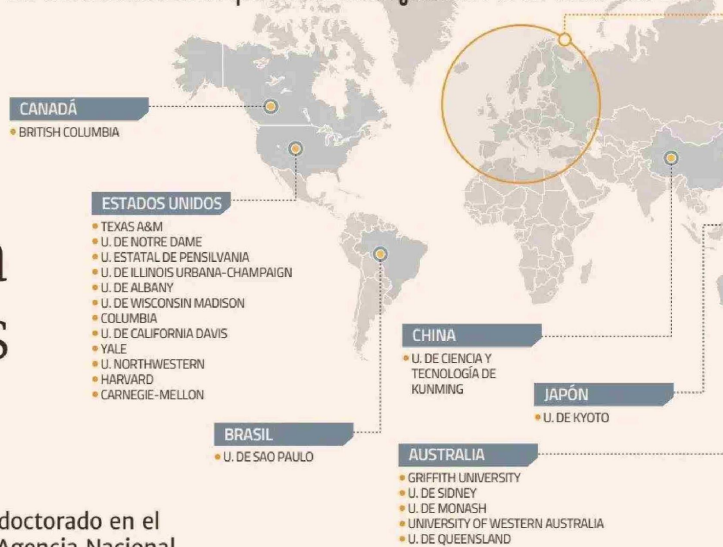 CANADÁ
• BRITISH COLUMBIA
ESTADOS UNIDOS
• TEXAS A&M
• U. DE NOTRE DAME
• U. ESTATAL DE PENSILVANIA
• U. DE ILLINOIS URBANA-CHAMPAIGN
• U. DE ALBANY
• U. DE WISCONSIN MADISON
• COLUMBIA
• U. DE CALIFORNIA DAVIS
• YALE
• U. NORTHWESTERN
• HARVARD
• CARNEGIE-MELLON
BRASIL
• U. DE SAO PAULO
CHINA
• U. DE CIENCIA Y
TECNOLOGÍA DE
KUNMING
JAPÓN
• U. DE KYOTO
AUSTRALIA
• GRIFFITH UNIVERSITY
• U. DE SIDNEY
• U. DE MONASH
• UNIVERSITY OF WESTERN AUSTRALIA
• U. DE QUEENSLAND
a
s
doctorado en el
Agencia Nacional